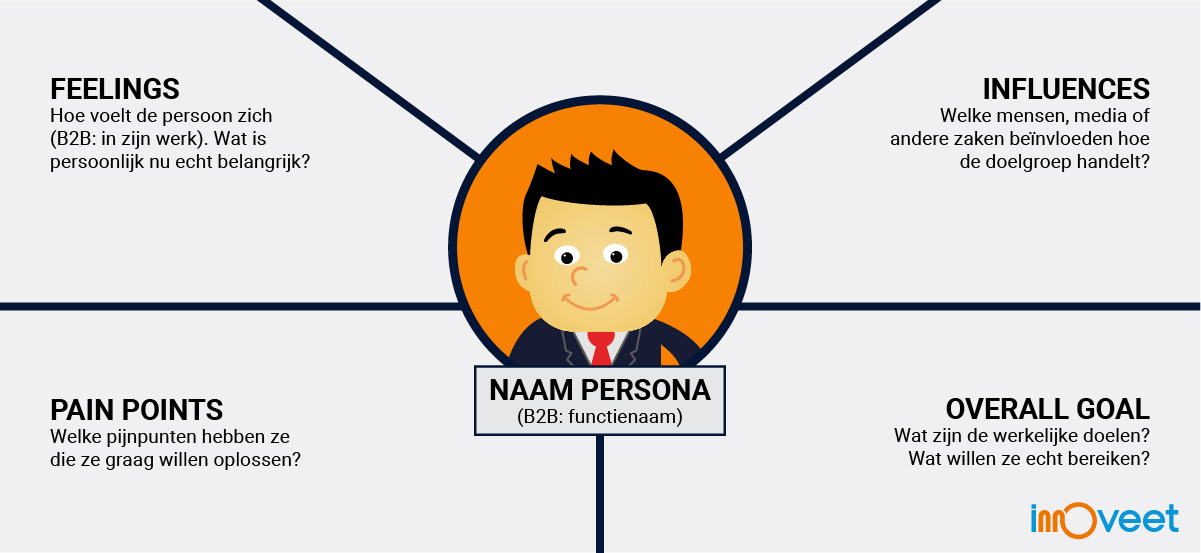 FEELINGS
Hoe voelt de persoon zich
(B2B: in zijn werk). Wat is
persoonlijk nu echt belangrijk?
INFLUENCES
Welke mensen, media of
andere zaken beïnvloeden hoe
de doelgroep handelt?
NAAM PERSONA
(B2B: functienaam)
PAIN POINTS
Welke pijnpunten hebben ze
die ze graag willen oplossen?
OVERALL GOAL
Wat zijn de werkelijke doelen?
Wat willen ze echt bereiken?
innoveet